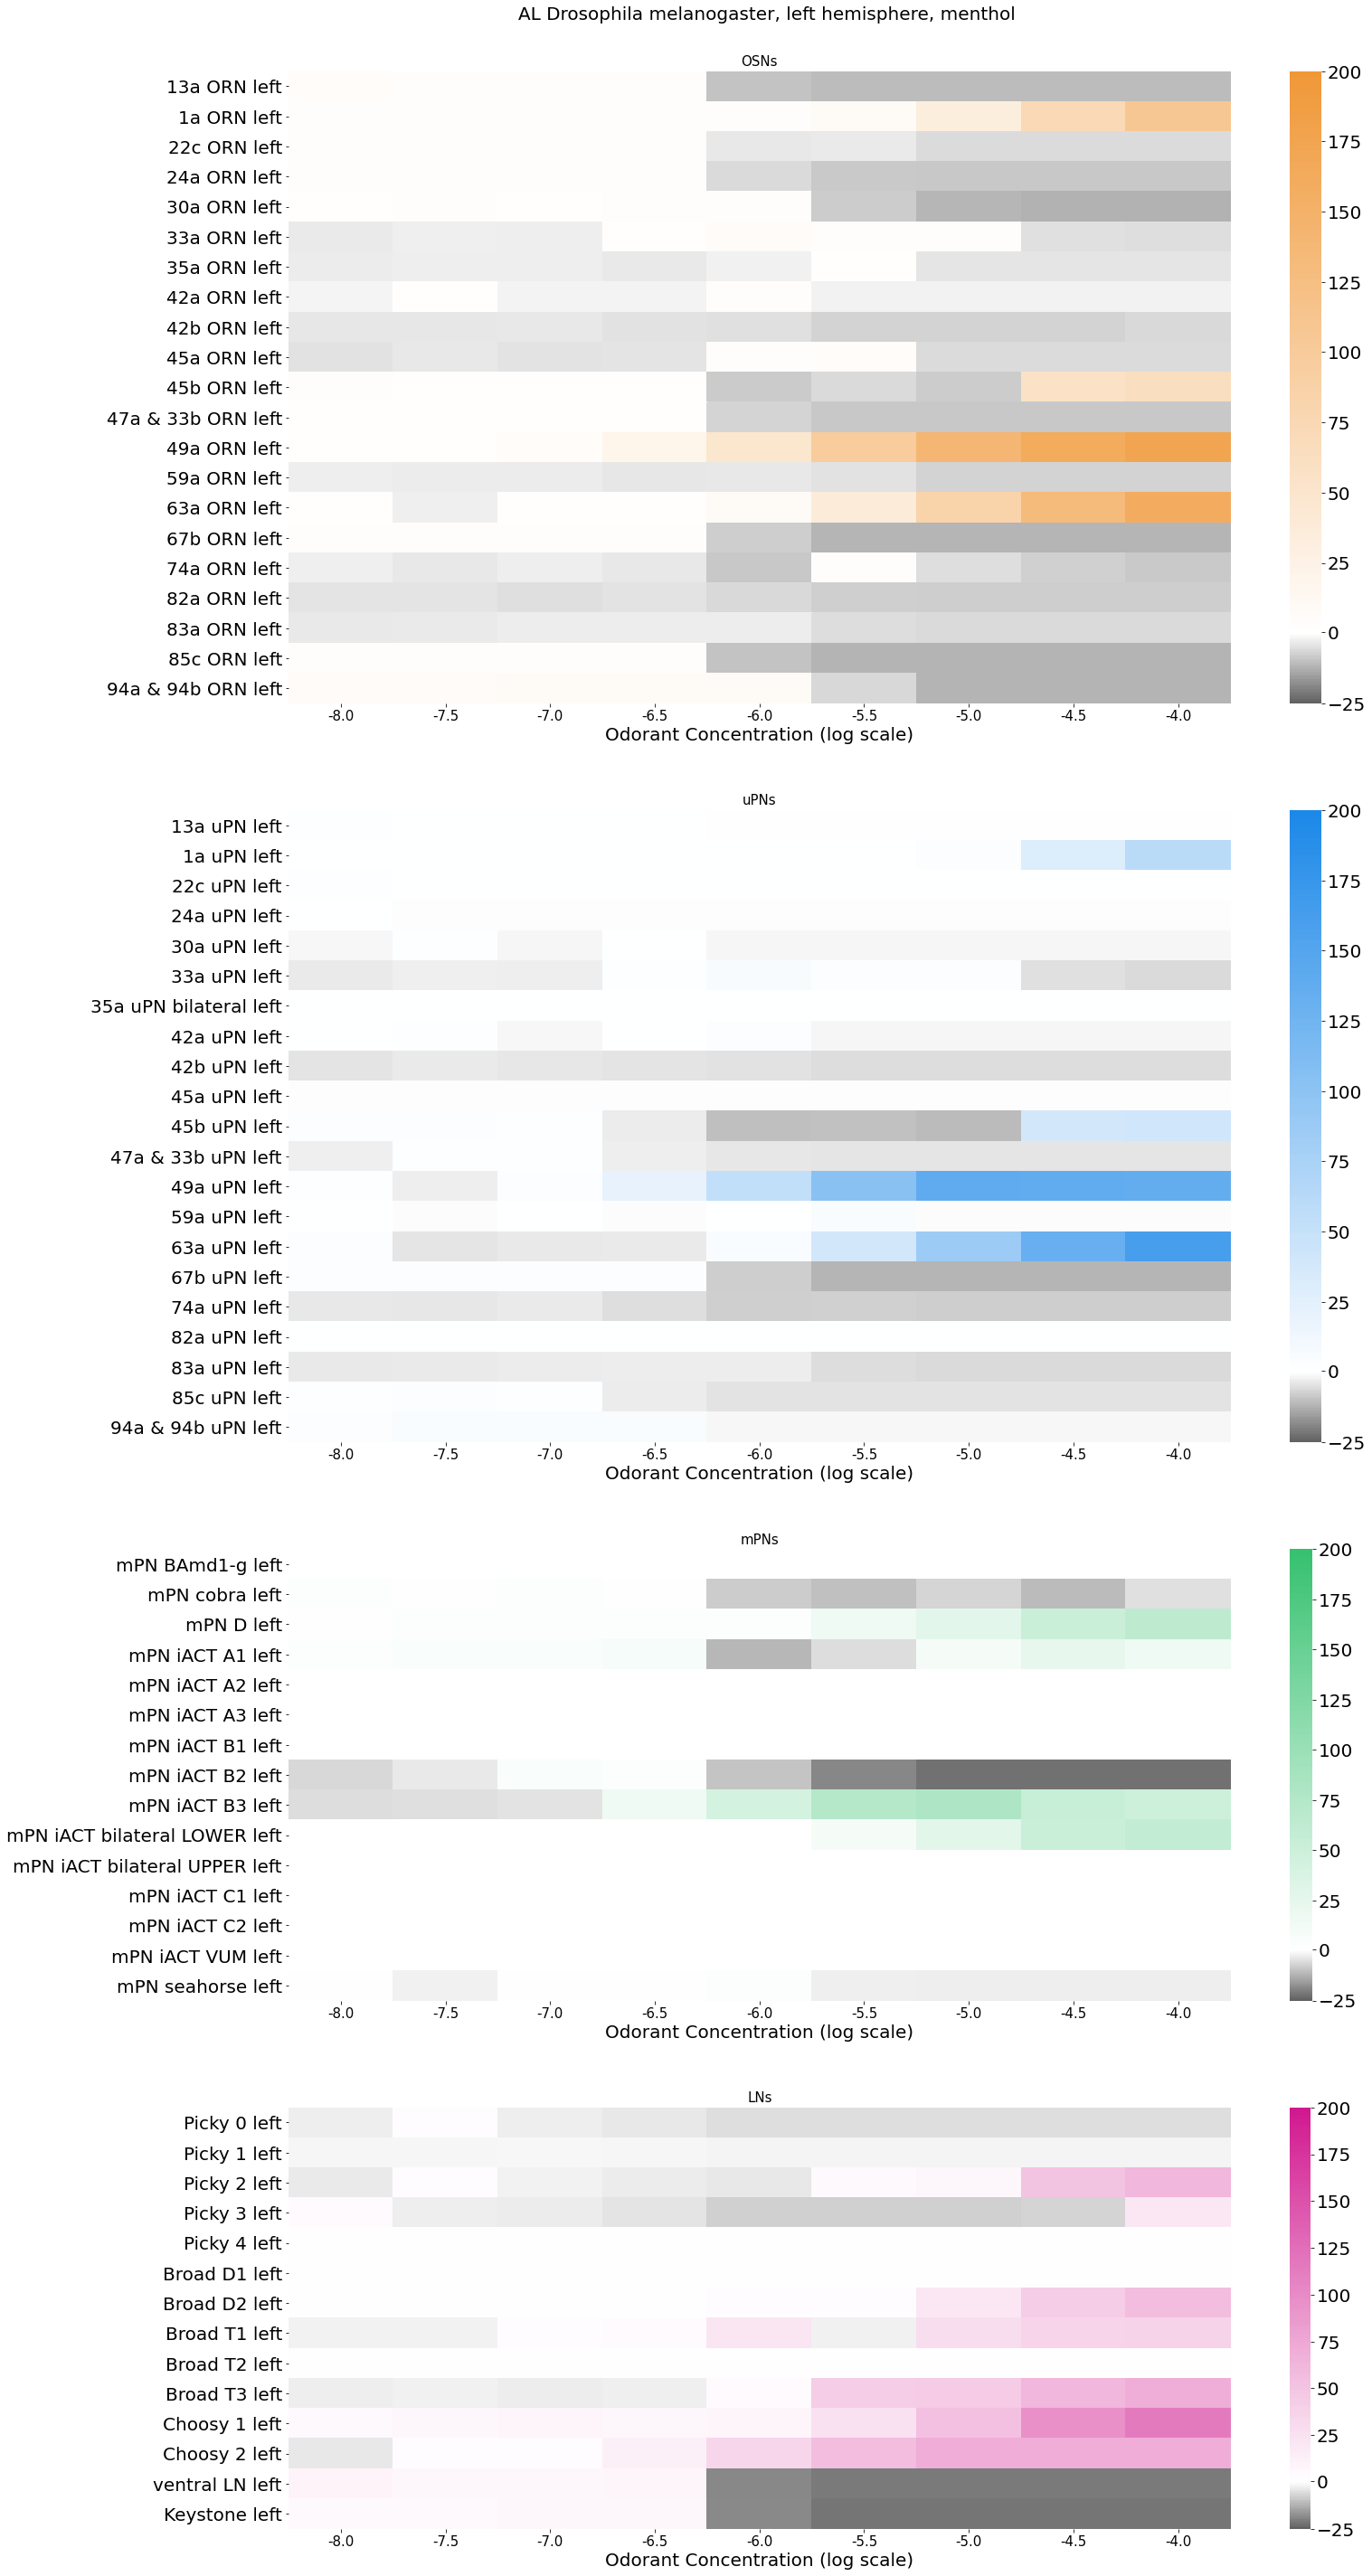 AL Drosophila melanogaster, left hemisphere, menthol
OSNs
13a ORN left
1a ORN left
22c ORN left
24a ORN left
30a ORN left
33a ORN left
35a ORN left
42a ORN left
42b ORN left
45a ORN left
45b ORN left
47a & 33b ORN left
49a ORN left
59a ORN left
63a ORN left
67b ORN left
74a ORN left
82a ORN left
83a ORN left
85c ORN left
94a & 94b ORN left
-8.0 -7.5 -7.0 -6.5 -6.0 -5.5 -5.0 -4.5 -4.0
Odorant Concentration (log scale)
200
175
150
125
100
75
50
25
0
−25
uPNs
13a uPN left
1a uPN left
22c uPN left
24a uPN left
30a uPN left
33a uPN left
35a uPN bilateral left
42a uPN left
42b uPN left
45a uPN left
45b uPN left
47a & 33b uPN left
49a uPN left
59a uPN left
63a uPN left
67b uPN left
74a uPN left
82a uPN left
83a uPN left
85c uPN left
94a & 94b uPN left
-8.0 -7.5 -7.0 -6.5 -6.0 -5.5 -5.0 -4.5 -4.0
Odorant Concentration (log scale)
200
175
150
125
100
75
50
25
0
−25
mPNs
mPN BAmd1-g left
mPN cobra left
mPN D left
mPN iACT A1 left
mPN iACT A2 left
mPN iACT A3 left
mPN iACT B1 left
mPN iACT B2 left
mPN iACT B3 left
mPN iACT bilateral LOWER left
mPN iACT bilateral UPPER left
mPN iACT C1 left
mPN iACT C2 left
mPN iACT VUM left
mPN seahorse left
-8.0 -7.5 -7.0 -6.5 -6.0 -5.5 -5.0 -4.5 -4.0
Odorant Concentration (log scale)
200
175
150
125
100
75
50
25
0
−25
LNs
Picky 0 left
Picky 1 left
Picky 2 left
Picky 3 left
Picky 4 left
Broad D1 left
Broad D2 left
Broad T1 left
Broad T2 left
Broad T3 left
Choosy 1 left
Choosy 2 left
ventral LN left
Keystone left
-8.0 -7.5 -7.0 -6.5 -6.0 -5.5 -5.0 -4.5 -4.0
Odorant Concentration (log scale)
200
175
150
125
100
75
50
25
0
−25